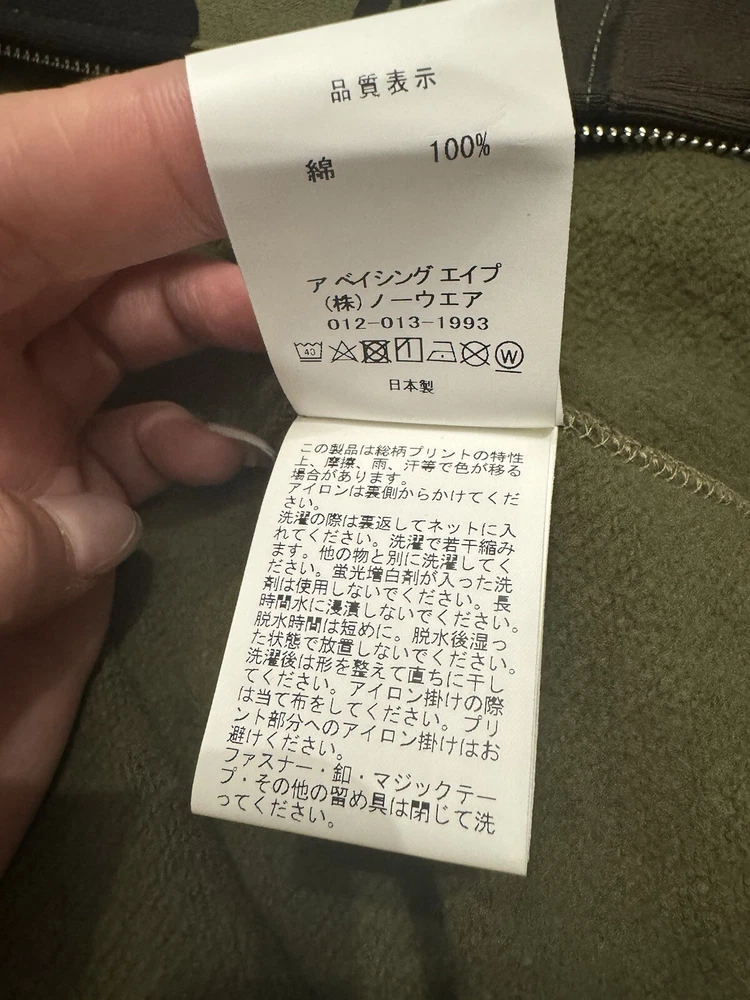 品質表示
綿 100%
ア ベイシング エイプ
(株) ノーウエア
012-013-1993
40 W
日本製
この製品は総柄プリントの特性
上、摩擦、雨、汗等で色が移る
場合があります。
アイロンは裏側からかけてくだ
さい。
洗濯の際は裏返してネットに入
れてください。洗濯で若干縮み
ます。他の物と別に洗濯してく
ださい。蛍光増白剤が入った洗
剤は使用しないでください。長
時間水に浸漬しないでください。
脱水時間は短めに。脱水後湿っ
た状態で放置しないでください。
洗濯後は形を整えて直ちに干し
てください。アイロン掛けの際
は当て布をしてください。プリ
ント部分へのアイロン掛けはお
避けください。
ファスナー・釦・マジックテー
プ・その他の留め具は閉じて洗
ってください。